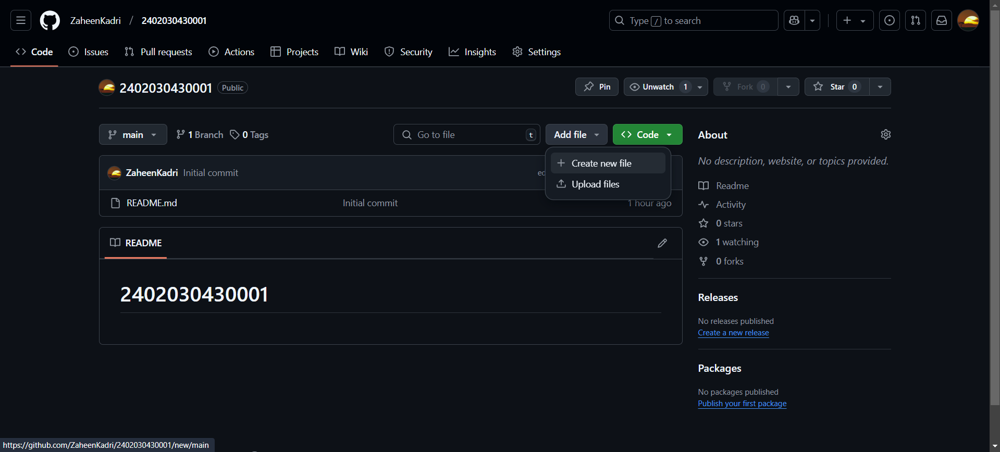 ZaheenKadri / 2402030430001
Type / to search
Code Issues Pull requests Actions Projects Wiki Security Insights Settings
2402030430001 Public
Pin Unwatch 1 Fork 0 Star 0
main 1 Branch 0 Tags Go to file t Add file Code
Create new file
Upload files
ZaheenKadri Initial commit
README.md Initial commit 1 hour ago
README
2402030430001
About
No description, website, or topics provided.
Readme
Activity
0 stars
1 watching
0 forks
Releases
No releases published
Create a new release
Packages
No packages published
Publish your first package
https://github.com/ZaheenKadri/2402030430001/new/main